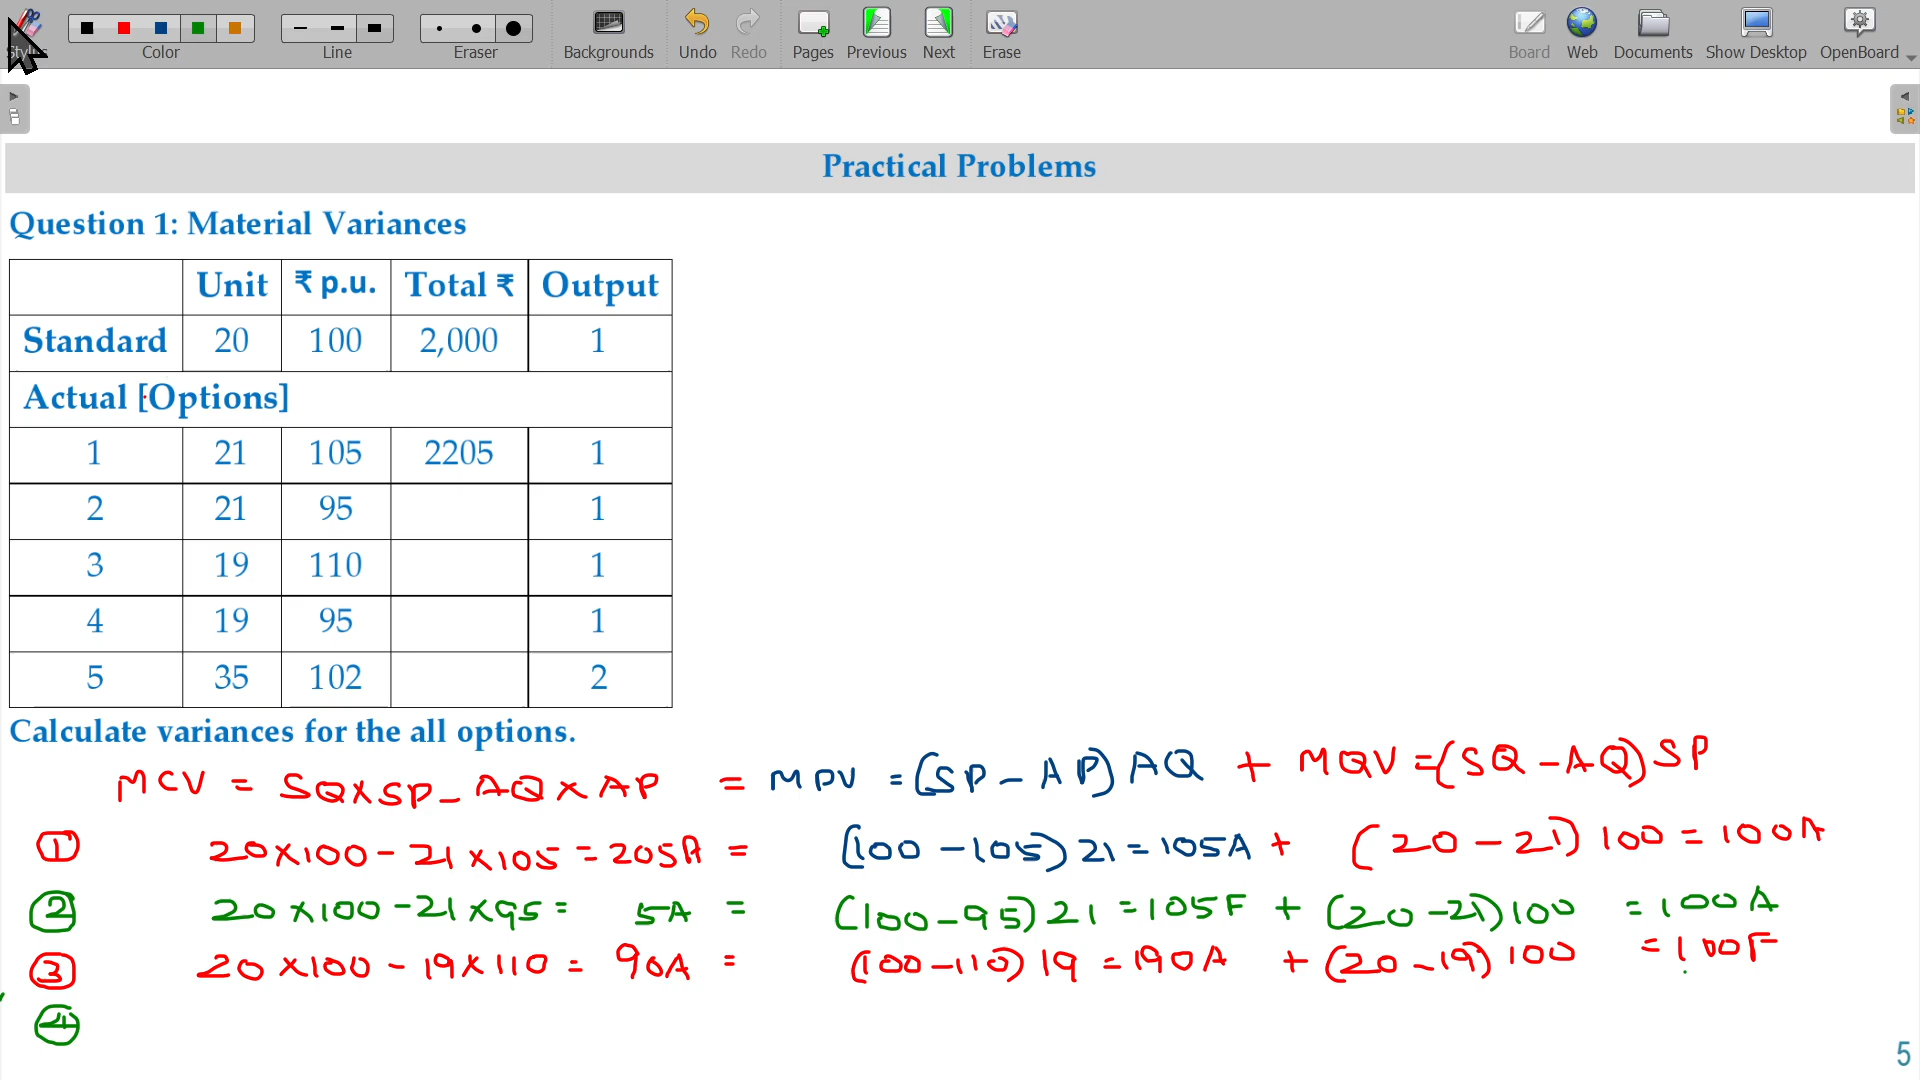 Stylus Color Line Eraser Backgrounds Undo Redo Pages Previous Next Erase Board Web Documents Show Desktop OpenBoard
Practical Problems
Question 1: Material Variances
Unit ₹ p.u. Total ₹ Output
Standard 20 100 2,000 1
Actual [Options]
1 21 105 2205 1
2 21 95 1
3 19 110 1
4 19 95 1
5 35 102 2
Calculate variances for the all options.
MCV = SQXSP - AQXAP = MPV = (SP - AP) AQ + MQV = (SQ - AQ) SP
① 20X100 - 21X105 = 205A = (100 - 105) 21 = 105A + (20 - 21) 100 = 100A
② 20X100 - 21X95 = 5A = (100 - 95) 21 = 105F + (20 - 21) 100 = 100A
③ 20X100 - 19X110 = 90A = (100 - 110) 19 = 190A + (20 - 19) 100 = 100F
④
5